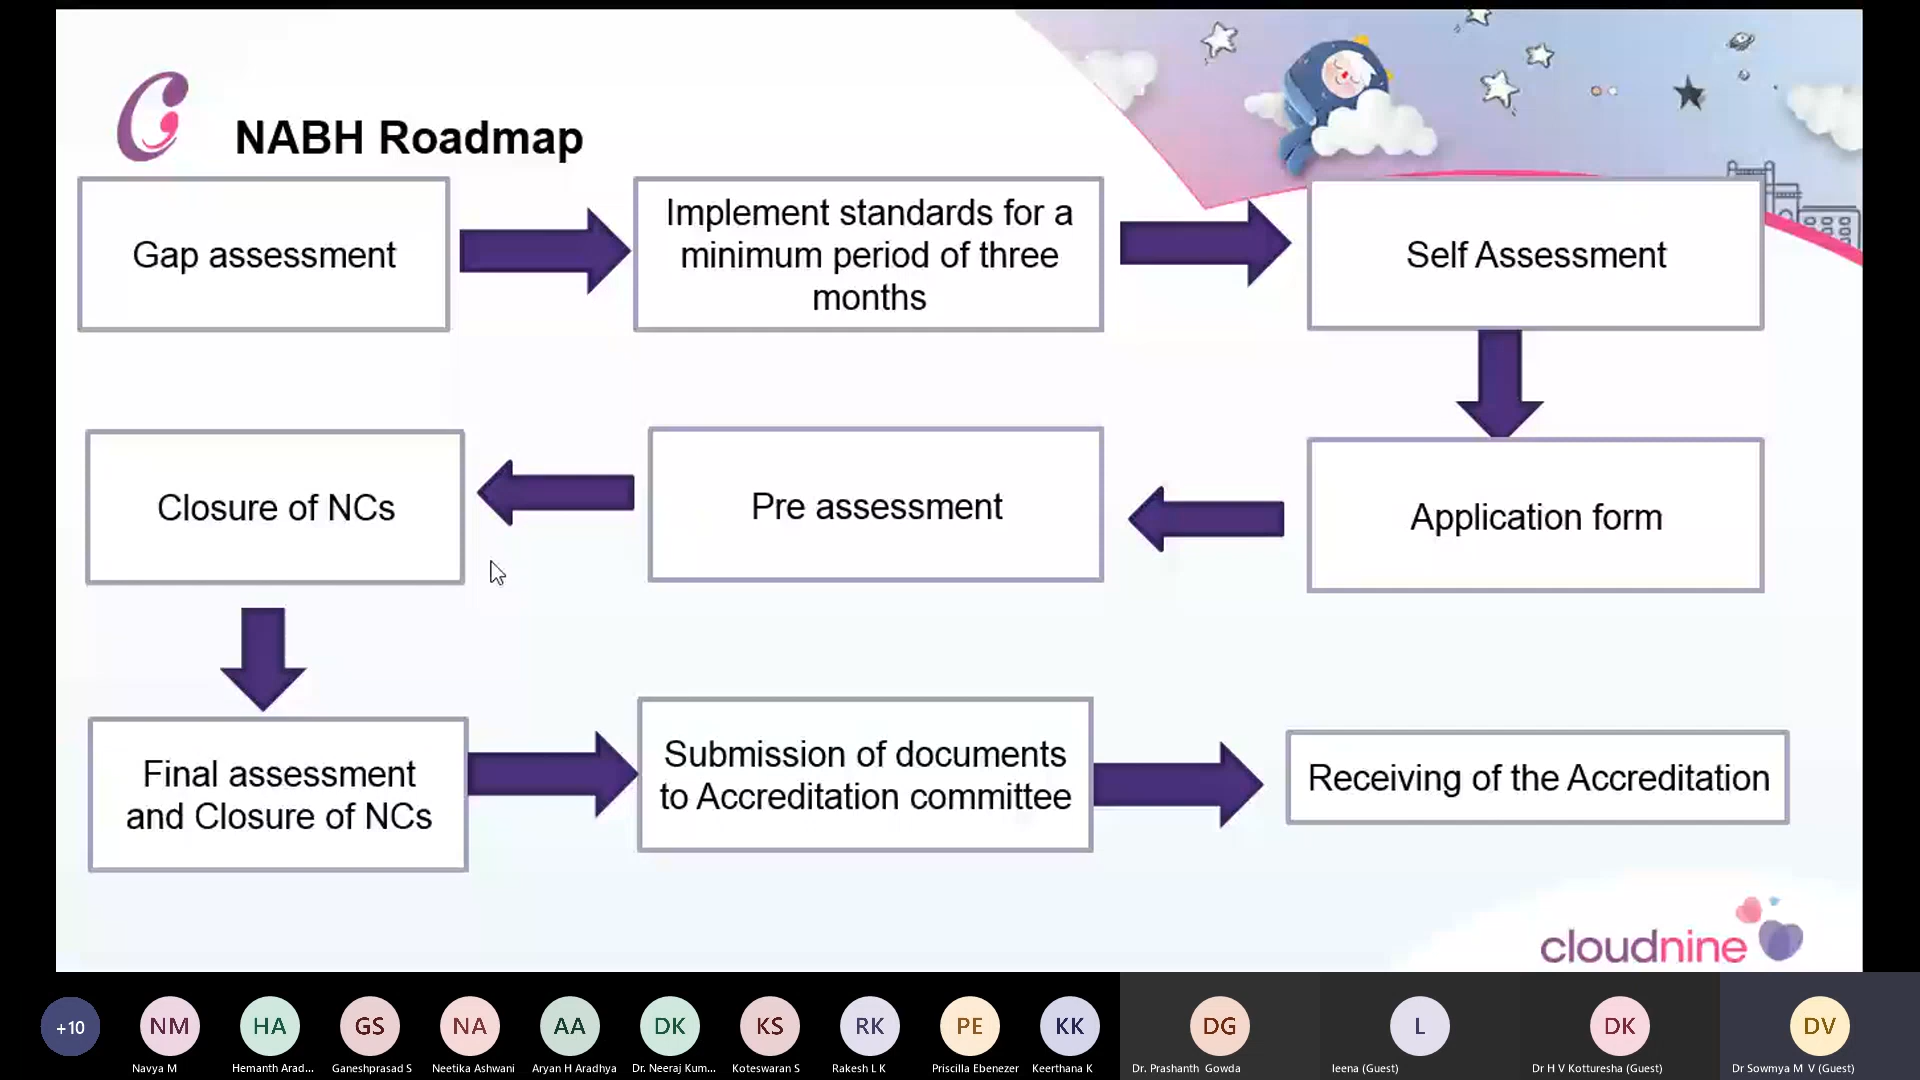 NABH Roadmap
Gap assessment
Implement standards for a
minimum period of three
months
Self Assessment
Closure of NCs
Pre assessment
Application form
Final assessment
and Closure of NCs
Submission of documents
to Accreditation committee
Receiving of the Accreditation
cloudnine
+10
NM
HA
GS
NA
AA
DK
KS
RK
PE
KK
DG
L
DK
DV
Navya M
Hemanth Arad...
Ganeshprasad S
Neetika Ashwani
Aryan H Aradhya
Dr. Neeraj Kum...
Koteswaran S
Rakesh L K
Priscilla Ebenezer
Keerthana K
Dr. Prashanth Gowda
leena (Guest)
Dr H V Kotturesha (Guest)
Dr Sowmya M V (Guest)